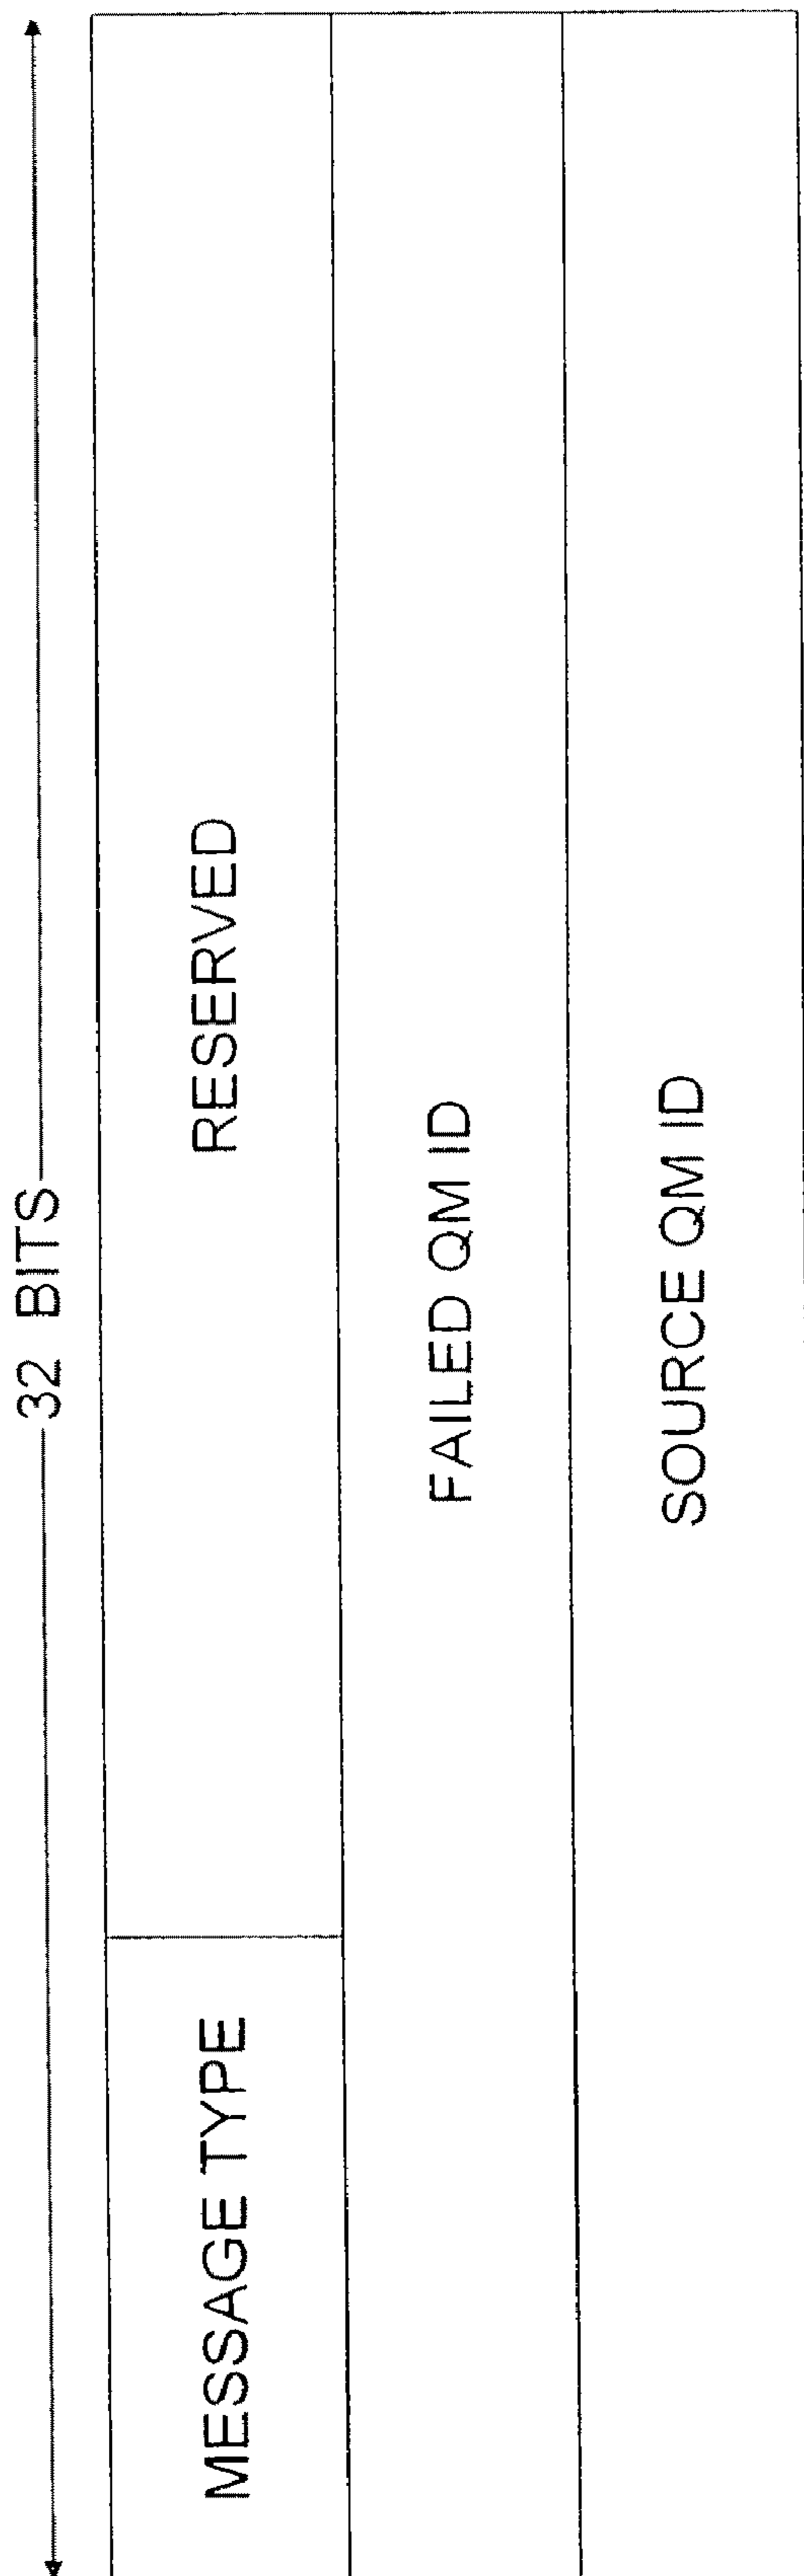 32 BITS
MESSAGE TYPE
RESERVED
FAILED QM ID
SOURCE QM ID